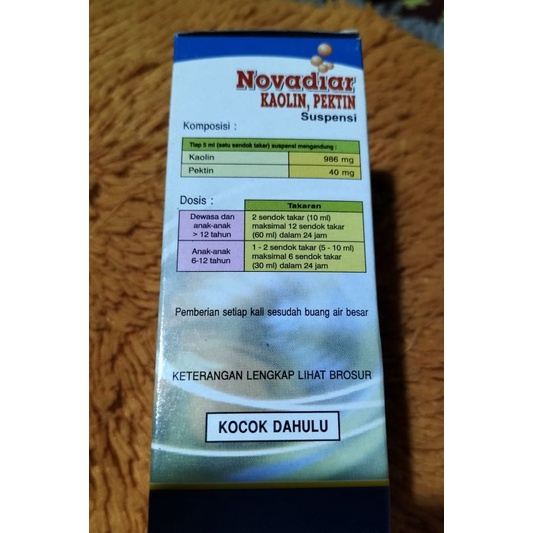 Novadiar
KAOLIN, PEKTIN
Suspensi
Komposisi :
Tiap 5 ml (satu sendok takar) suspensi mengandung :
Kaolin 986 mg
Pektin 40 mg
Dosis :
Takaran
Dewasa dan
anak-anak
> 12 tahun
2 sendok takar (10 ml)
maksimal 12 sendok takar
(60 ml) dalam 24 jam
Anak-anak
6-12 tahun
1 - 2 sendok takar (5 - 10 ml)
maksimal 6 sendok takar
(30 ml) dalam 24 jam
Pemberian setiap kali sesudah buang air besar
KETERANGAN LENGKAP LIHAT BROSUR
KOCOK DAHULU